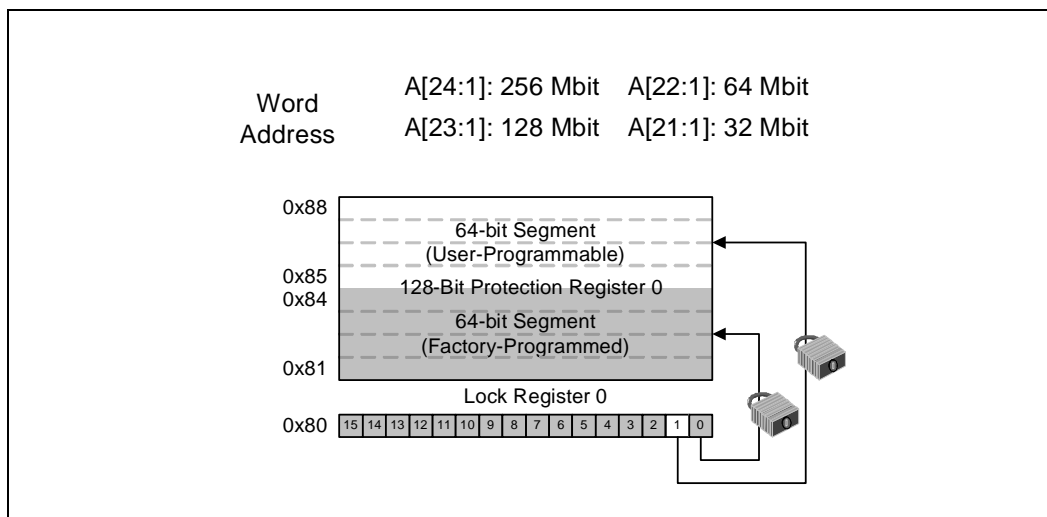 Word
Address
A[24:1]: 256 Mbit A[22:1]: 64 Mbit
A[23:1]: 128 Mbit A[21:1]: 32 Mbit
0x88
64-bit Segment
(User-Programmable)
0x85
128-Bit Protection Register 0
0x84
64-bit Segment
(Factory-Programmed)
0x81
Lock Register 0
0x80 15 14 13 12 11 10 9 8 7 6 5 4 3 2 1 0
0
0